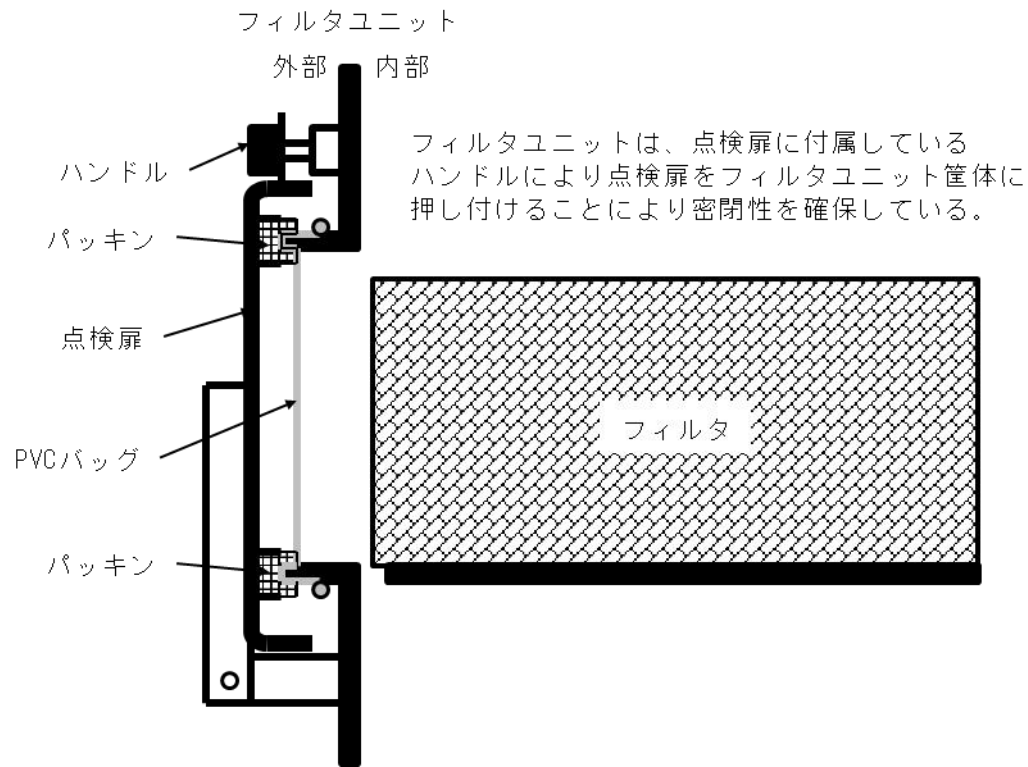 フィルタユニット
外部 内部
フィルタユニットは、点検扉に付属している
ハンドルにより点検扉をフィルタユニット筐体に
押し付けることにより密閉性を確保している。
ハンドル
パッキン
点検扉
PVCバッグ
フィルタ
パッキン